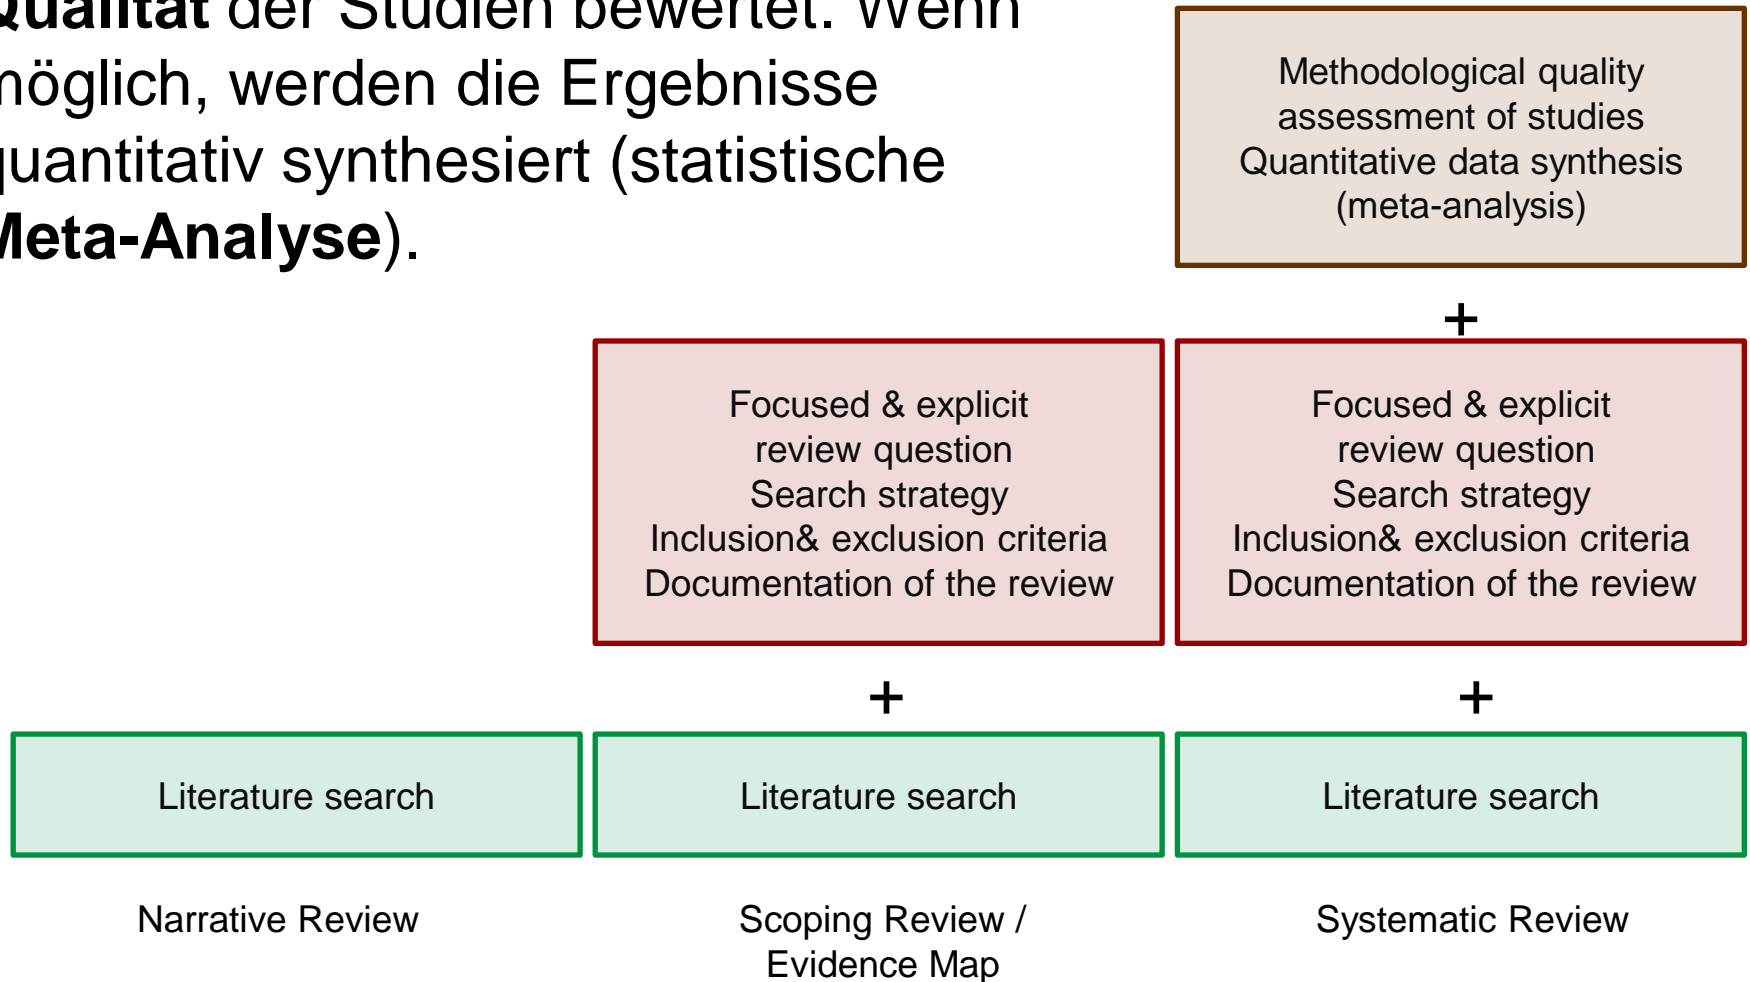 Qualität der Studien bewertet. Wenn
möglich, werden die Ergebnisse
quantitativ synthesiert (statistische
Meta-Analyse).
Methodological quality
assessment of studies
Quantitative data synthesis
(meta-analysis)
+
Focused & explicit
review question
Search strategy
Inclusion& exclusion criteria
Documentation of the review
Focused & explicit
review question
Search strategy
Inclusion& exclusion criteria
Documentation of the review
+
+
Literature search
Literature search
Literature search
Narrative Review
Scoping Review /
Evidence Map
Systematic Review